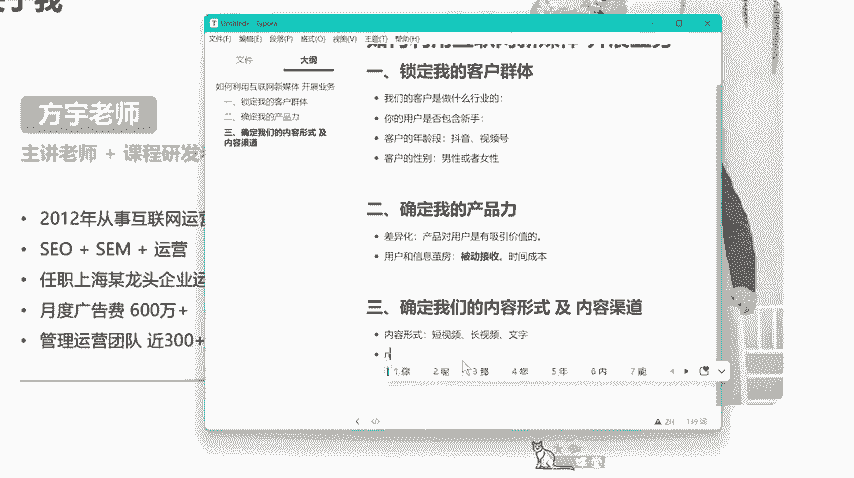 Untitled - Typora
文件(F) 编辑(E) 段落(P) 格式(O) 视图(V) 主题(T) 帮助(H)
文件 大纲
如何利用互联网新媒体 开展业务
一、锁定我的客户群体
二、确定我的产品力
三、确定我们的内容形式 及
内容渠道
如何利用互联网新媒体 开展业务
一、锁定我的客户群体
我们的客户是做什么行业的：
你的用户是否包含新手：
客户的年龄段：抖音、视频号
客户的性别：男性或者女性
二、确定我的产品力
差异化：产品对用户是有吸引价值的。
用户和信息茧房：被动接收，时间成本
三、确定我们的内容形式 及 内容渠道
内容形式：短视频、长视频、文字
n
1 你 2 呢 3 那 4 您 5 年 6 内 7 能
ZH
139 词
方宇老师
主讲老师 + 课程研发
2012年从事互联网运营
SEO + SEM + 运营
任职上海某龙头企业运
月度广告费 600万+
管理运营团队 近300+
课堂